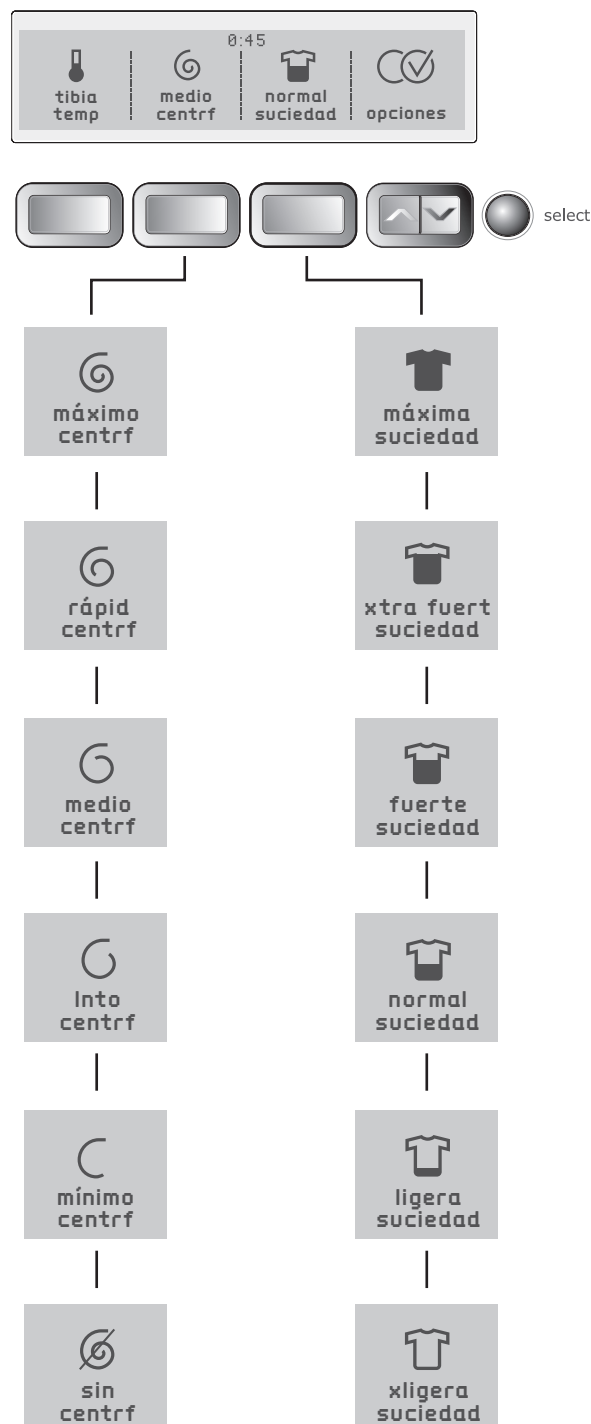 0:45
tibia
temp
medio
centrf
normal
suciedad
opciones
select
máximo
centrf
máxima
suciedad
rápid
centrf
xtra fuert
suciedad
medio
centrf
fuerte
suciedad
lnto
centrf
normal
suciedad
mínimo
centrf
ligera
suciedad
sin
centrf
xligera
suciedad